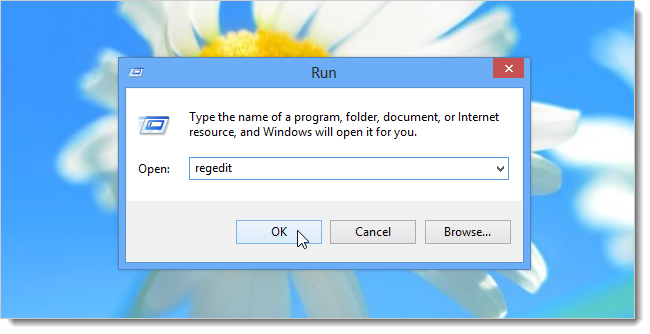 Run
Type the name of a program, folder, document, or Internet
resource, and Windows will open it for you.
Open: regedit
OK Cancel Browse...